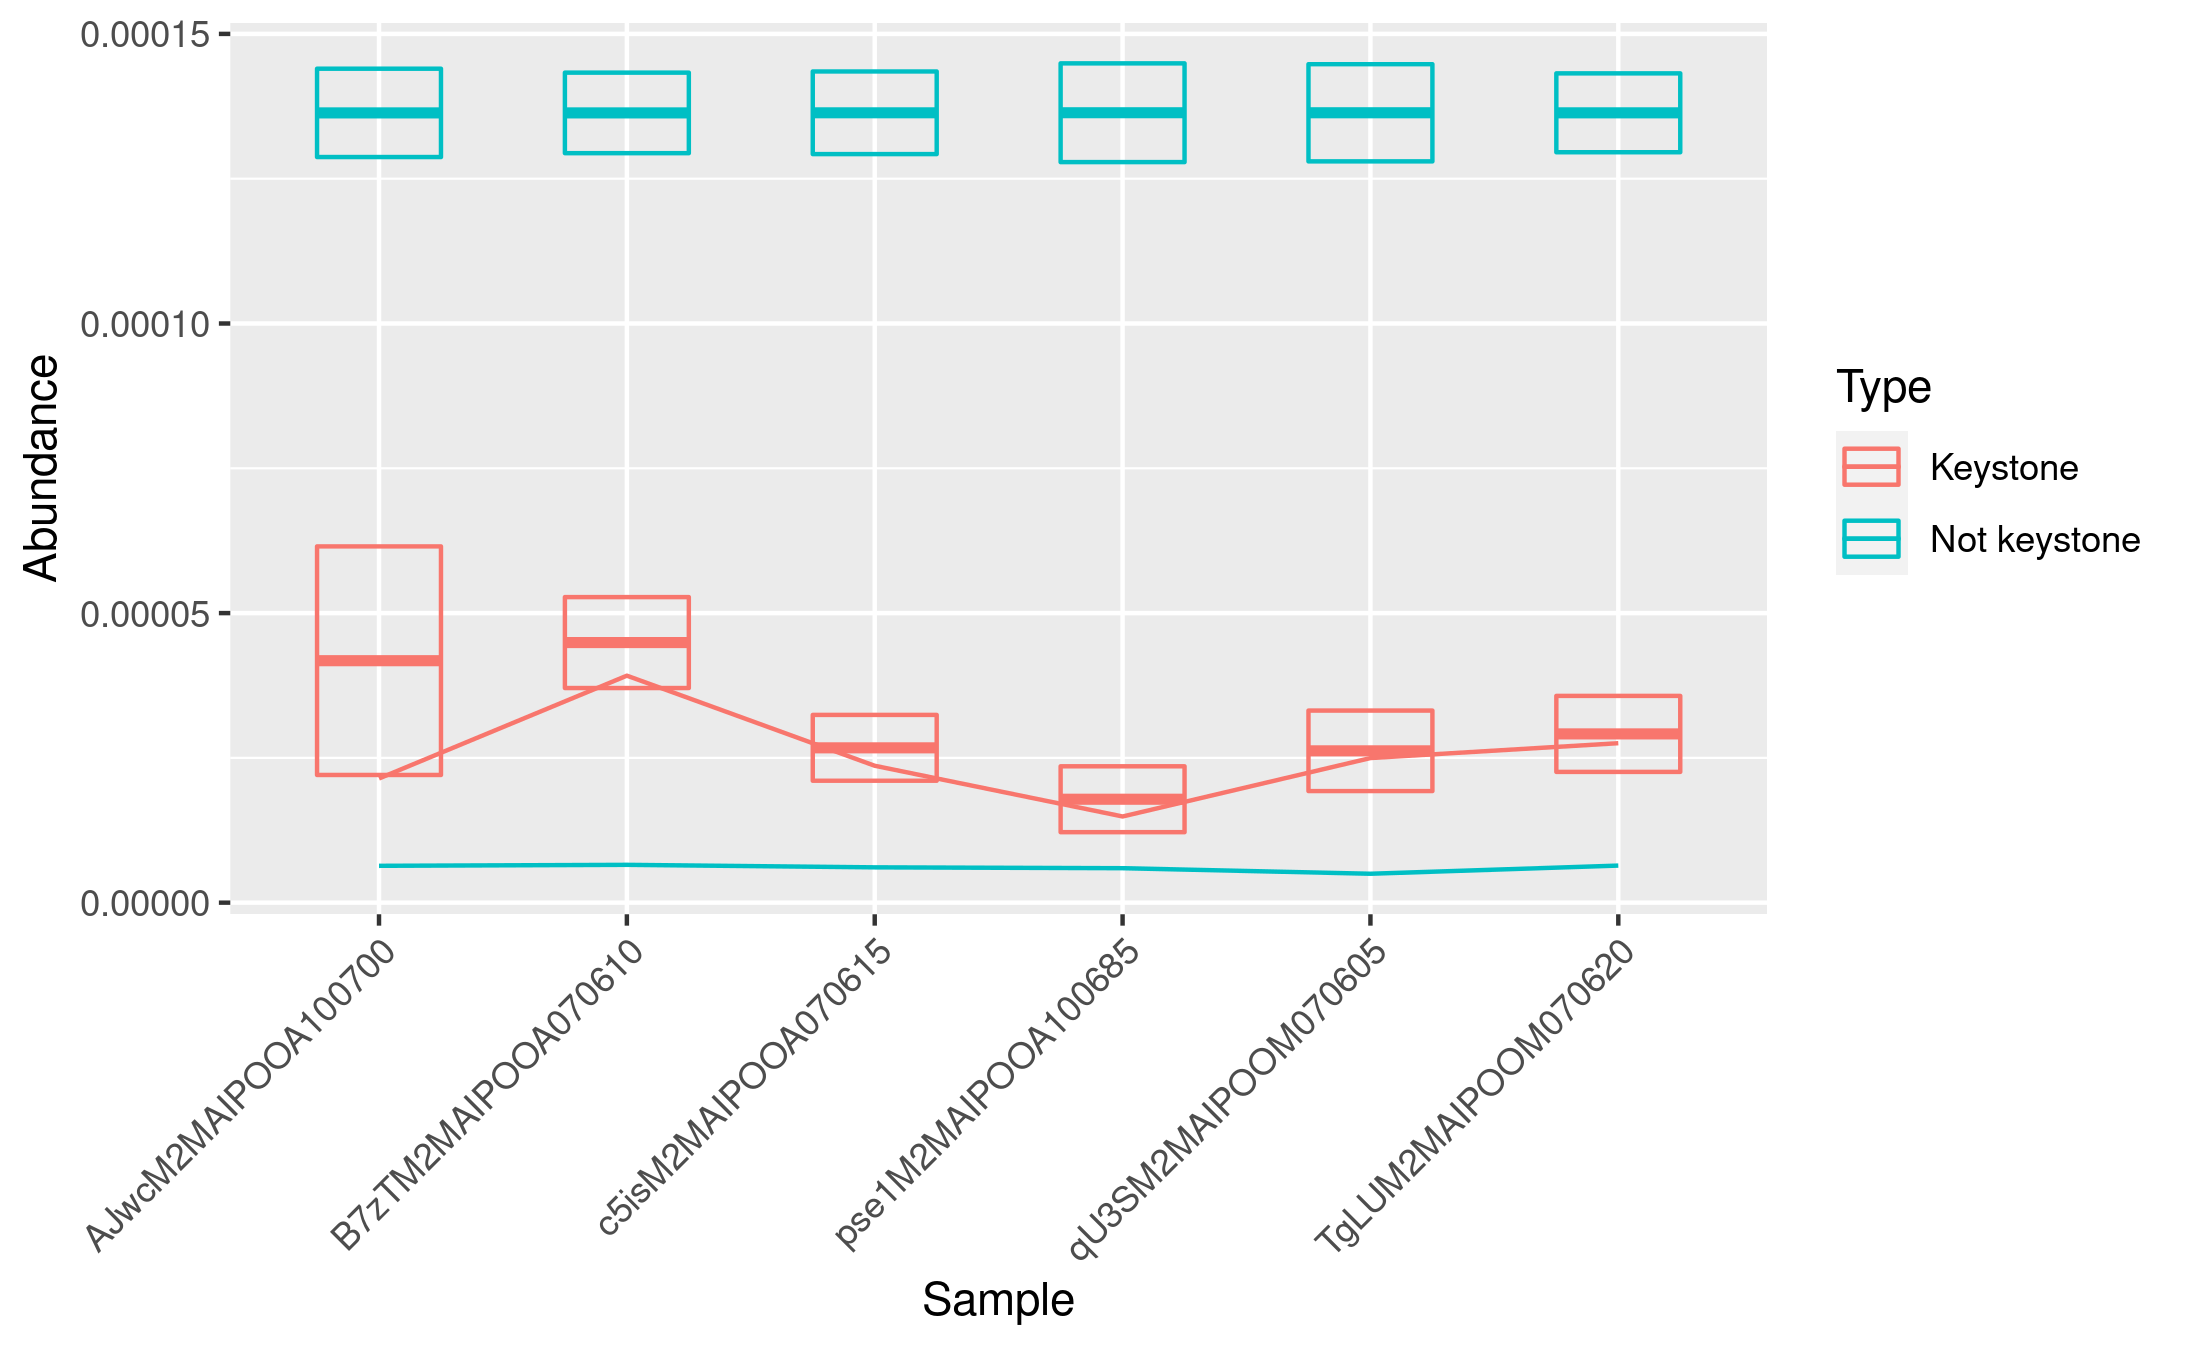 0.00015
0.00010
0.00005
0.00000
Abundance
AJwcM2MAIPOOA100700
B7zTM2MAIPOOA070610
c5isM2MAIPOOA070615
pse1M2MAIPOOA100685
qU3SM2MAIPOOM070605
TgLUM2MAIPOOM070620
Sample
Type
Keystone
Not keystone